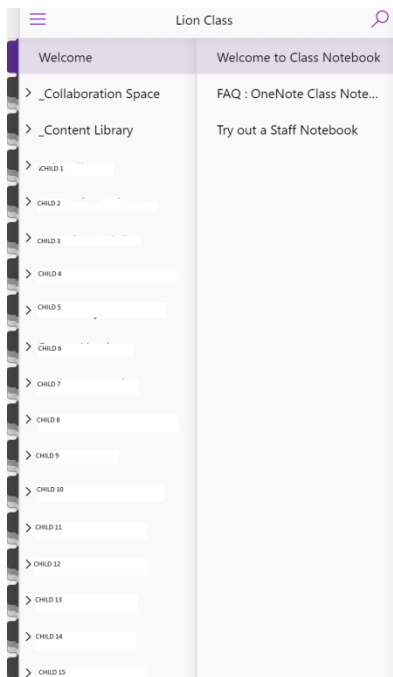 Lion Class
Welcome
_Collaboration Space
_Content Library
CHILD 1
CHILD 2
CHILD 3
CHILD 4
CHILD 5
CHILD 6
CHILD 7
CHILD 8
CHILD 9
CHILD 10
CHILD 11
CHILD 12
CHILD 13
CHILD 14
CHILD 15
Welcome to Class Notebook
FAQ : OneNote Class Note...
Try out a Staff Notebook